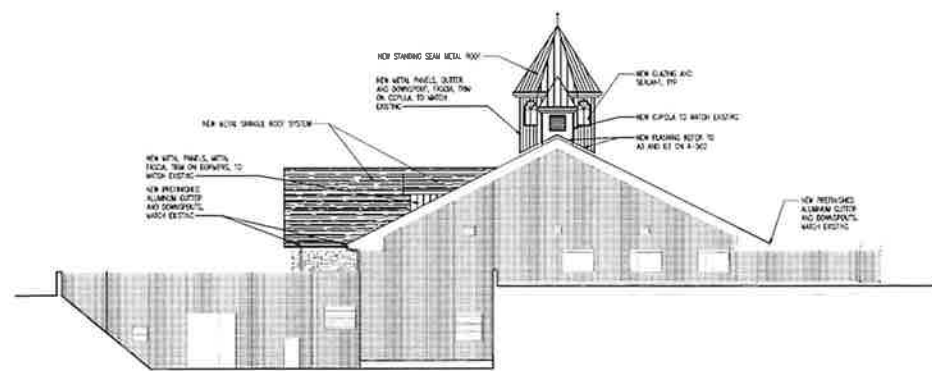 NEW STANDING SEAM METAL ROOF
NEW METAL PANELS, GUTTER
AND DOWNSPOUT, FASCIA, TRIM
ON CUPOLA, TO MATCH
EXISTING
NEW GLAZING AND
SEALANT, TYP
NEW METAL SHINGLE ROOF SYSTEM
NEW CUPOLA TO MATCH EXISTING
NEW FLASHING REFER TO
A3 AND E3 ON A-502
NEW METAL PANELS, METAL
FASCIA, TRIM ON DORMERS, TO
MATCH EXISTING
NEW PREFINISHED
ALUMINUM GUTTER
AND DOWNSPOUTS,
MATCH EXISTING
NEW PREFINISHED
ALUMINUM GUTTER
AND DOWNSPOUTS,
MATCH EXISTING